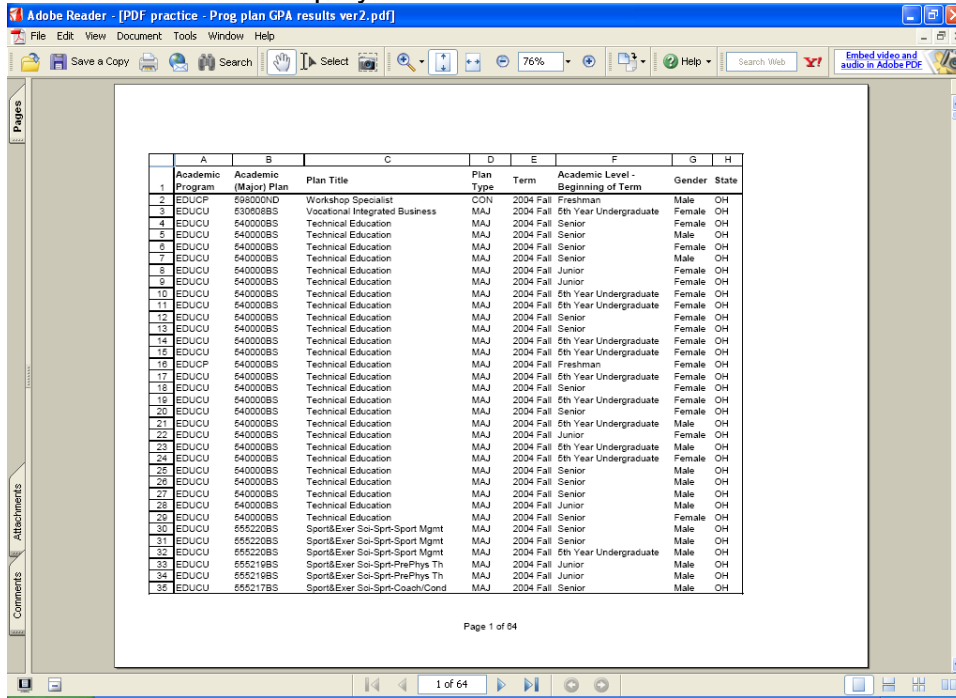 Adobe Reader - [PDF practice - Prog plan GPA results ver2.pdf]
File Edit View Document Tools Window Help
Save a Copy Search Select 76% Help Search Web Y! Embed video and audio in Adobe PDF
Pages
Attachments
Comments
A B C D E F G H
1 Academic Program Academic (Major) Plan Plan Title Plan Type Term Academic Level - Beginning of Term Gender State
2 EDUCP 598000ND Workshop Specialist CON 2004 Fall Freshman Male OH
3 EDUCU 530608BS Vocational Integrated Business MAJ 2004 Fall 5th Year Undergraduate Female OH
4 EDUCU 540000BS Technical Education MAJ 2004 Fall Senior Female OH
5 EDUCU 540000BS Technical Education MAJ 2004 Fall Senior Male OH
6 EDUCU 540000BS Technical Education MAJ 2004 Fall Senior Female OH
7 EDUCU 540000BS Technical Education MAJ 2004 Fall Senior Male OH
8 EDUCU 540000BS Technical Education MAJ 2004 Fall Junior Female OH
9 EDUCU 540000BS Technical Education MAJ 2004 Fall Junior Female OH
10 EDUCU 540000BS Technical Education MAJ 2004 Fall 5th Year Undergraduate Female OH
11 EDUCU 540000BS Technical Education MAJ 2004 Fall 5th Year Undergraduate Female OH
12 EDUCU 540000BS Technical Education MAJ 2004 Fall Senior Female OH
13 EDUCU 540000BS Technical Education MAJ 2004 Fall Senior Female OH
14 EDUCU 540000BS Technical Education MAJ 2004 Fall 5th Year Undergraduate Female OH
15 EDUCU 540000BS Technical Education MAJ 2004 Fall 5th Year Undergraduate Female OH
16 EDUCP 540000BS Technical Education MAJ 2004 Fall Freshman Female OH
17 EDUCU 540000BS Technical Education MAJ 2004 Fall 5th Year Undergraduate Female OH
18 EDUCU 540000BS Technical Education MAJ 2004 Fall Senior Female OH
19 EDUCU 540000BS Technical Education MAJ 2004 Fall 5th Year Undergraduate Female OH
20 EDUCU 540000BS Technical Education MAJ 2004 Fall Senior Female OH
21 EDUCU 540000BS Technical Education MAJ 2004 Fall 5th Year Undergraduate Male OH
22 EDUCU 540000BS Technical Education MAJ 2004 Fall Junior Female OH
23 EDUCU 540000BS Technical Education MAJ 2004 Fall 5th Year Undergraduate Male OH
24 EDUCU 540000BS Technical Education MAJ 2004 Fall 5th Year Undergraduate Female OH
25 EDUCU 540000BS Technical Education MAJ 2004 Fall Senior Male OH
26 EDUCU 540000BS Technical Education MAJ 2004 Fall Senior Male OH
27 EDUCU 540000BS Technical Education MAJ 2004 Fall Senior Male OH
28 EDUCU 540000BS Technical Education MAJ 2004 Fall Junior Male OH
29 EDUCU 540000BS Technical Education MAJ 2004 Fall Senior Female OH
30 EDUCU 555220BS Sport&Exer Sci-Sprt-Sport Mgmt MAJ 2004 Fall Senior Male OH
31 EDUCU 555220BS Sport&Exer Sci-Sprt-Sport Mgmt MAJ 2004 Fall Senior Male OH
32 EDUCU 555220BS Sport&Exer Sci-Sprt-Sport Mgmt MAJ 2004 Fall 5th Year Undergraduate Male OH
33 EDUCU 555219BS Sport&Exer Sci-Sprt-PrePhys Th MAJ 2004 Fall Junior Male OH
34 EDUCU 555219BS Sport&Exer Sci-Sprt-PrePhys Th MAJ 2004 Fall Junior Male OH
35 EDUCU 555217BS Sport&Exer Sci-Sprt-Coach/Cond MAJ 2004 Fall Senior Male OH
Page 1 of 64
1 of 64